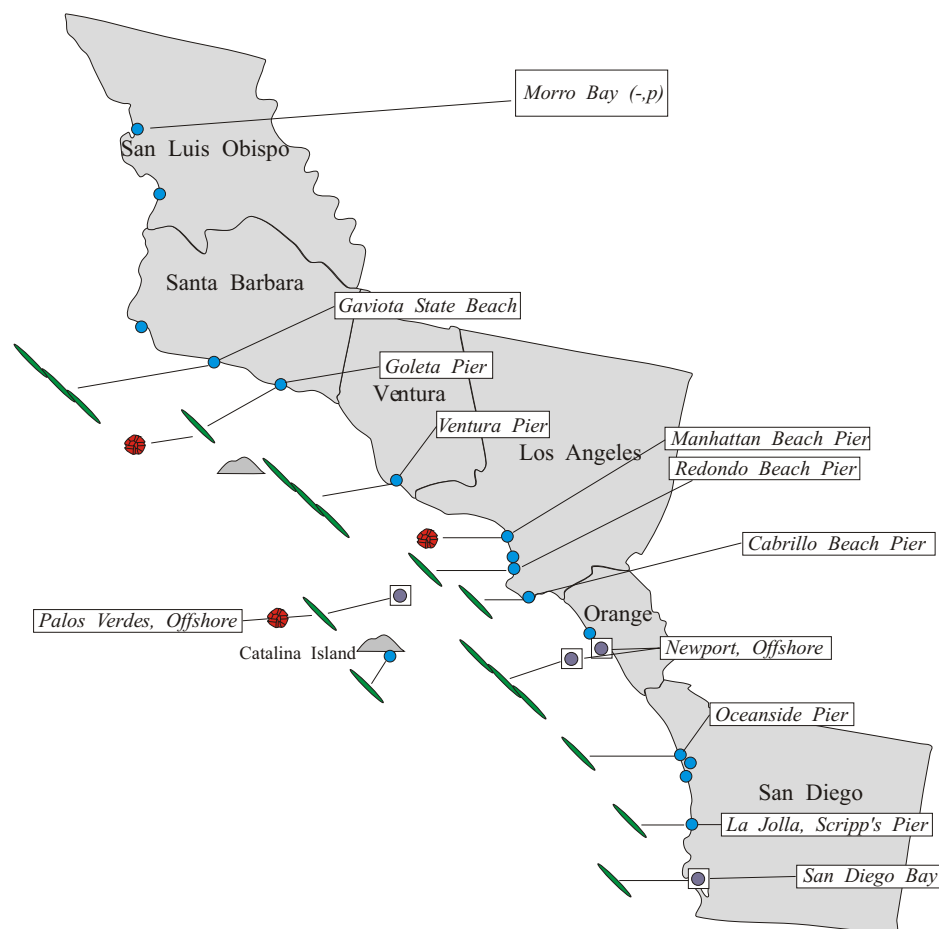 Morro Bay (-,p)
San Luis Obispo
Santa Barbara
Gaviota State Beach
Goleta Pier
Ventura
Ventura Pier
Manhattan Beach Pier
Los Angeles
Redondo Beach Pier
Cabrillo Beach Pier
Orange
Palos Verdes, Offshore
Newport, Offshore
Catalina Island
Oceanside Pier
San Diego
La Jolla, Scripp's Pier
San Diego Bay